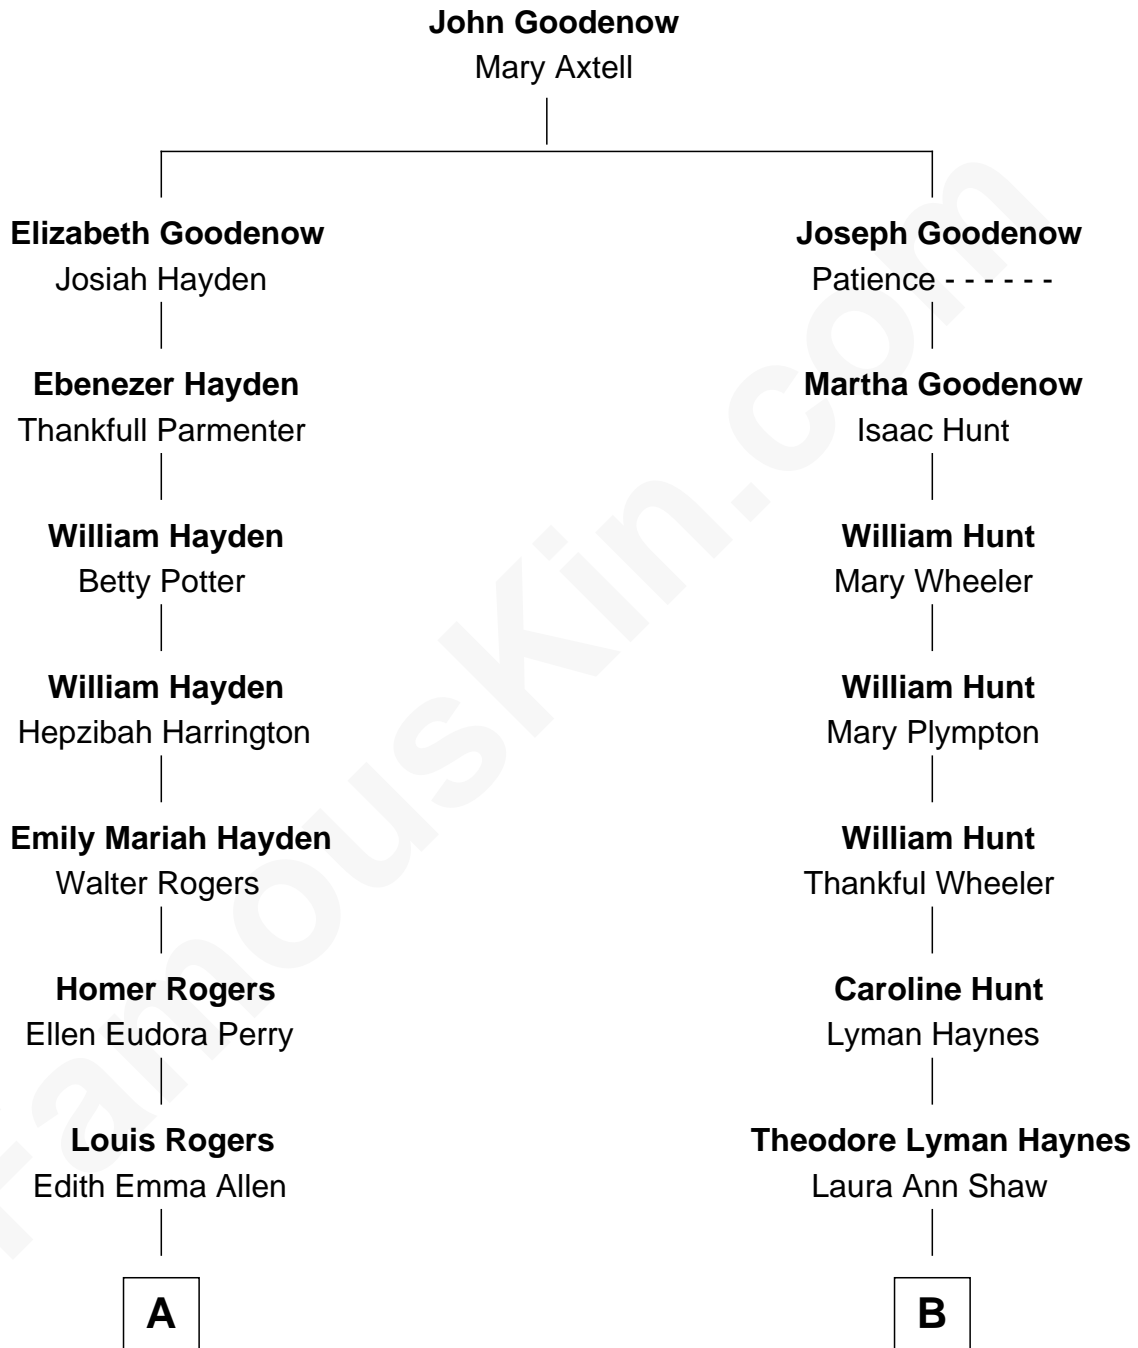 John Goodenow
Mary Axtell
Elizabeth Goodenow
Josiah Hayden
Joseph Goodenow
Patience - - - - - -
Ebenezer Hayden
Thankfull Parmenter
Martha Goodenow
Isaac Hunt
William Hayden
Betty Potter
William Hunt
Mary Wheeler
William Hayden
Hepzibah Harrington
William Hunt
Mary Plympton
Emily Mariah Hayden
Walter Rogers
William Hunt
Thankful Wheeler
Homer Rogers
Ellen Eudora Perry
Caroline Hunt
Lyman Haynes
Louis Rogers
Edith Emma Allen
Theodore Lyman Haynes
Laura Ann Shaw
A
B
FamousKin.com